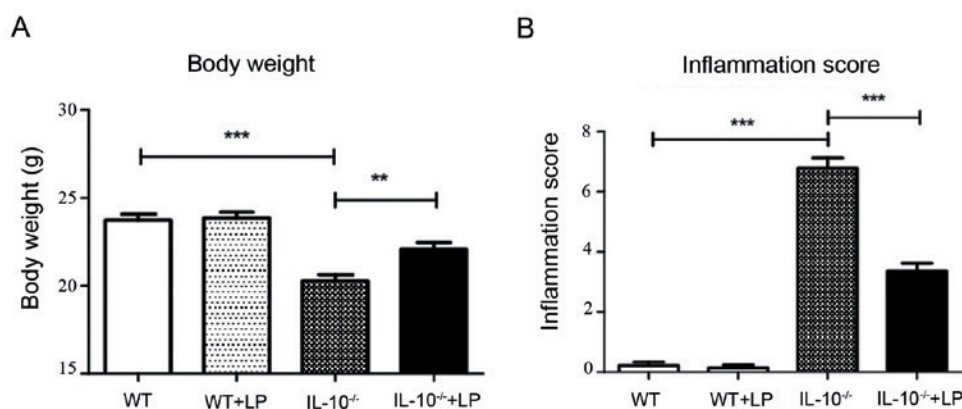 A
Body weight
Body weight (g)
30
25
20
15
***
**
WT
WT+LP
IL-10-/-
IL-10-/-+LP
B
Inflammation score
Inflammation score
8
6
4
2
0
***
***
WT
WT+LP
IL-10-/-
IL-10-/-+LP